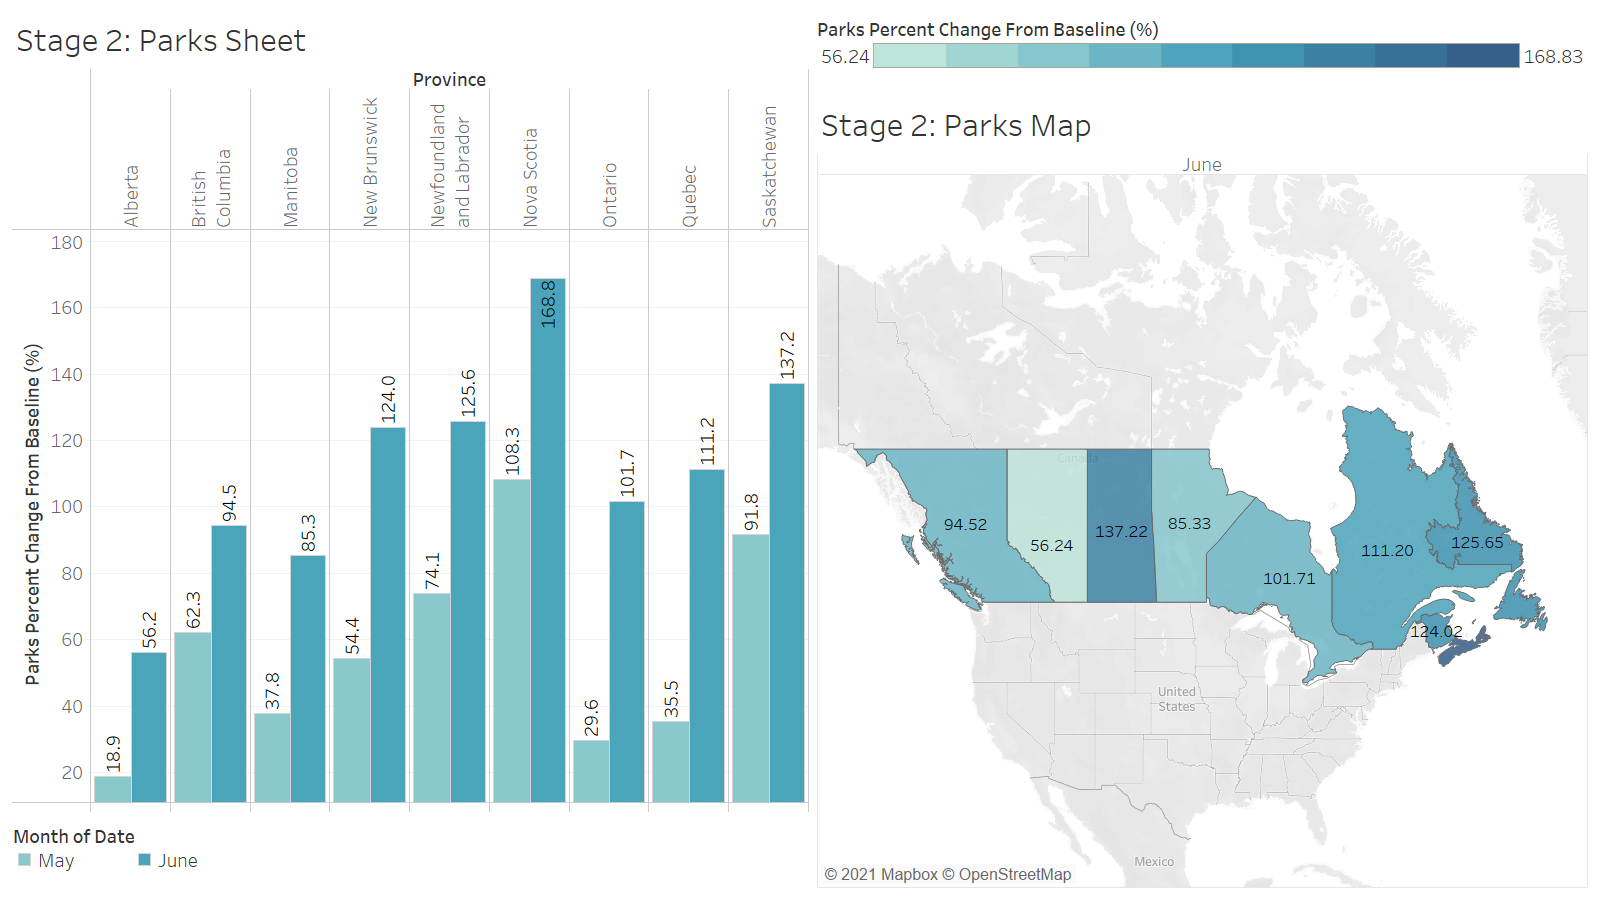 Stage 2: Parks Sheet
Province
Alberta
British
Columbia
Manitoba
New Brunswick
Newfoundland
and Labrador
Nova Scotia
Ontario
Quebec
Saskatchewan
Parks Percent Change From Baseline (%)
180
160
140
120
100
80
60
40
20
18.9
56.2
62.3
94.5
37.8
85.3
54.4
124.0
74.1
125.6
108.3
168.8
29.6
101.7
35.5
111.2
91.8
137.2
Month of Date
May
June
Parks Percent Change From Baseline (%)
56.24
168.83
Stage 2: Parks Map
June
Canada
94.52
56.24
137.22
85.33
101.71
111.20
125.65
124.02
United
States
Mexico
© 2021 Mapbox © OpenStreetMap